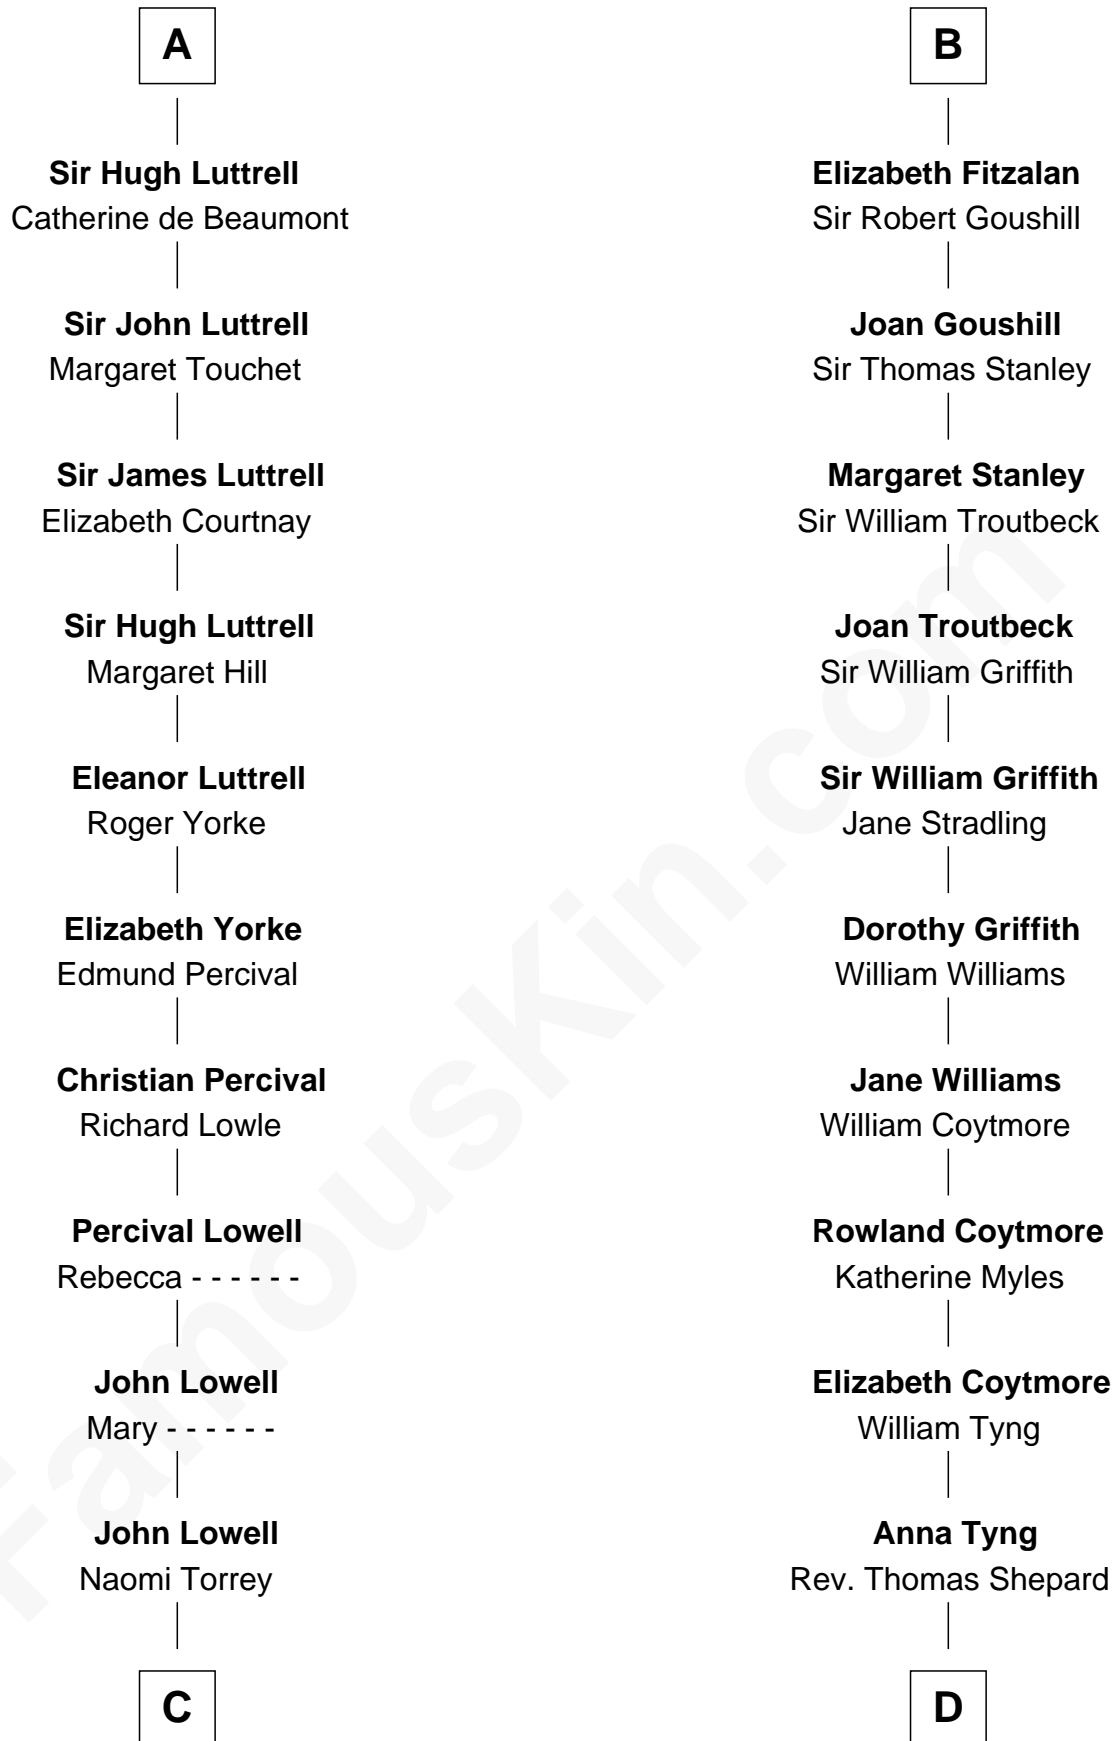 A
Sir Hugh Luttrell
Catherine de Beaumont
Sir John Luttrell
Margaret Touchet
Sir James Luttrell
Elizabeth Courtnay
Sir Hugh Luttrell
Margaret Hill
Eleanor Luttrell
Roger Yorke
Elizabeth Yorke
Edmund Percival
Christian Percival
Richard Lowle
Percival Lowell
Rebecca - - - - - -
John Lowell
Mary - - - - - -
John Lowell
Naomi Torrey
C
B
Elizabeth Fitzalan
Sir Robert Goushill
Joan Goushill
Sir Thomas Stanley
Margaret Stanley
Sir William Troutbeck
Joan Troutbeck
Sir William Griffith
Sir William Griffith
Jane Stradling
Dorothy Griffith
William Williams
Jane Williams
William Coytmore
Rowland Coytmore
Katherine Myles
Elizabeth Coytmore
William Tyng
Anna Tyng
Rev. Thomas Shepard
D
FamousKin.com